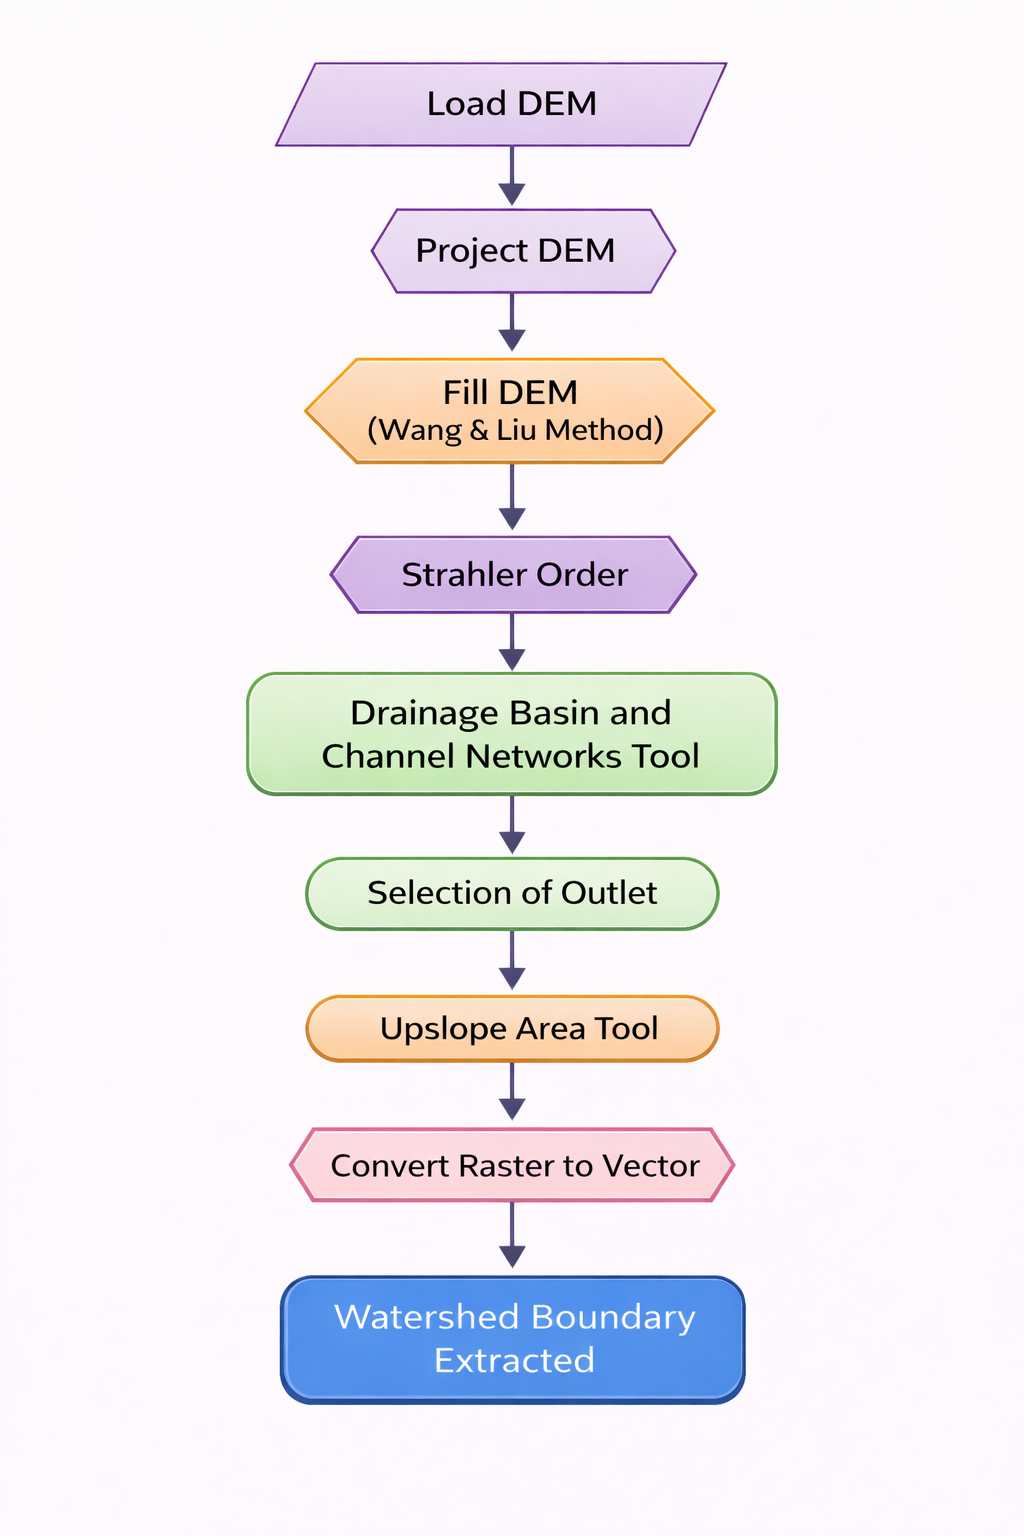 Load DEM
Project DEM
Fill DEM
(Wang & Liu Method)
Strahler Order
Drainage Basin and
Channel Networks Tool
Selection of Outlet
Upslope Area Tool
Convert Raster to Vector
Watershed Boundary
Extracted